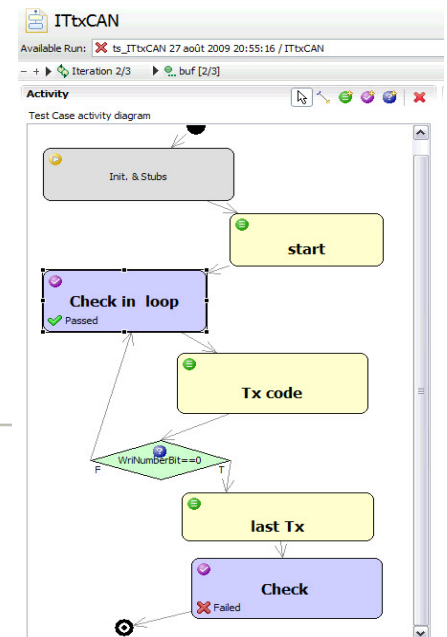 ITtxCAN
Available Run: ts_ITtxCAN 27 août 2009 20:55:16 / ITtxCAN
- + Iteration 2/3 buf [2/3]
Activity
Test Case activity diagram
P
Init. & Stubs
start
Check in loop
Passed
Tx code
?
WriNumberBit==0
F T
last Tx
Check
Failed